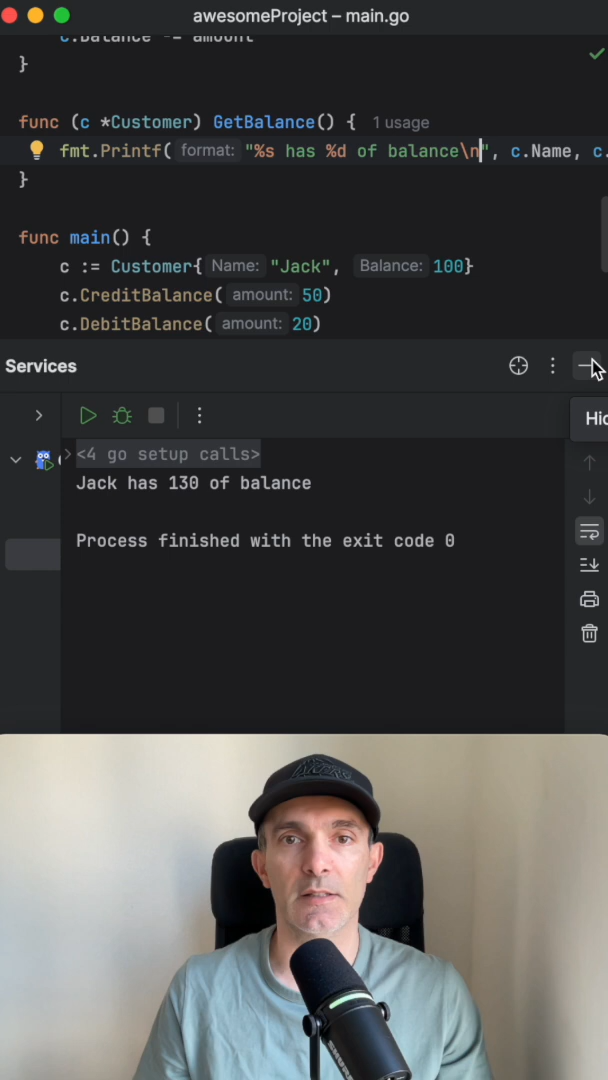 awesomeProject – main.go
c.Balance -= amount
}
func (c *Customer) GetBalance() { 1 usage
fmt.Printf( format: "%s has %d of balance\n", c.Name, c.
}
func main() {
c := Customer{ Name: "Jack", Balance: 100}
c.CreditBalance( amount: 50)
c.DebitBalance( amount: 20)
Services
Hid
<4 go setup calls>
Jack has 130 of balance
Process finished with the exit code 0